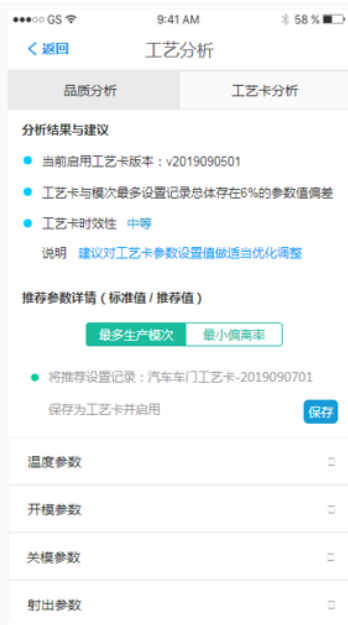 GS 9:41 AM 58 %
返回 工艺分析
品质分析 工艺卡分析
分析结果与建议
当前启用工艺卡版本：v2019090501
工艺卡与模次最多设置记录总体存在6%的参数值偏差
工艺卡时效性 中等
说明 建议对工艺卡参数设置值做适当优化调整
推荐参数详情 ( 标准值 / 推荐值 )
最多生产模次 最小偏离率
将推荐设置记录：汽车车门工艺卡-2019090701
保存为工艺卡并启用 保存
温度参数
开模参数
关模参数
射出参数